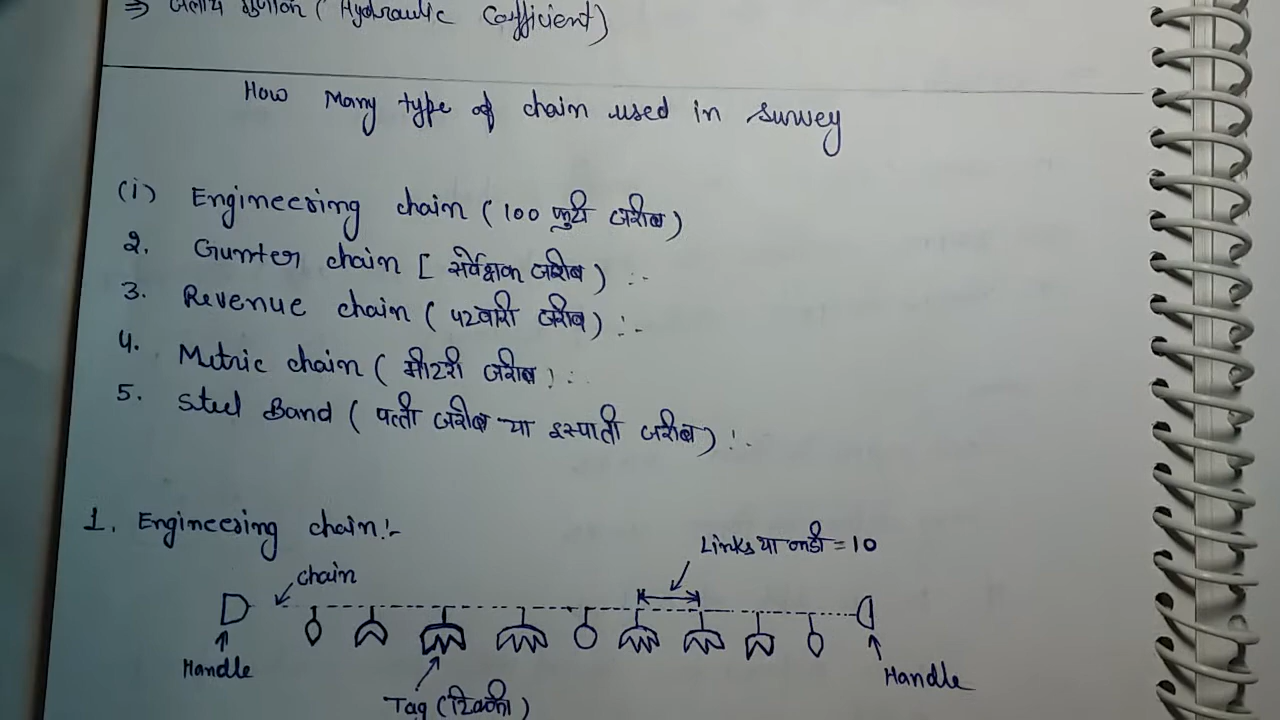 ⇒ जलीय गुणांक ( Hydraulic Coefficient)
How Many type of chain used in survey
(i) Engineering chain ( 100 फुटी जरीब )
2. Gunter chain [ सर्वेक्षक जरीब ) :-
3. Revenue chain ( पटवारी जरीब ) :-
4. Metric chain ( मीटरी जरीब ) :-
5. Steel Band ( पत्ती जरीब या इस्पाती जरीब) :-
1. Engineering chain:-
Links या कड़ी = 10
chain
Handle
Handle
Tag (टिकली)